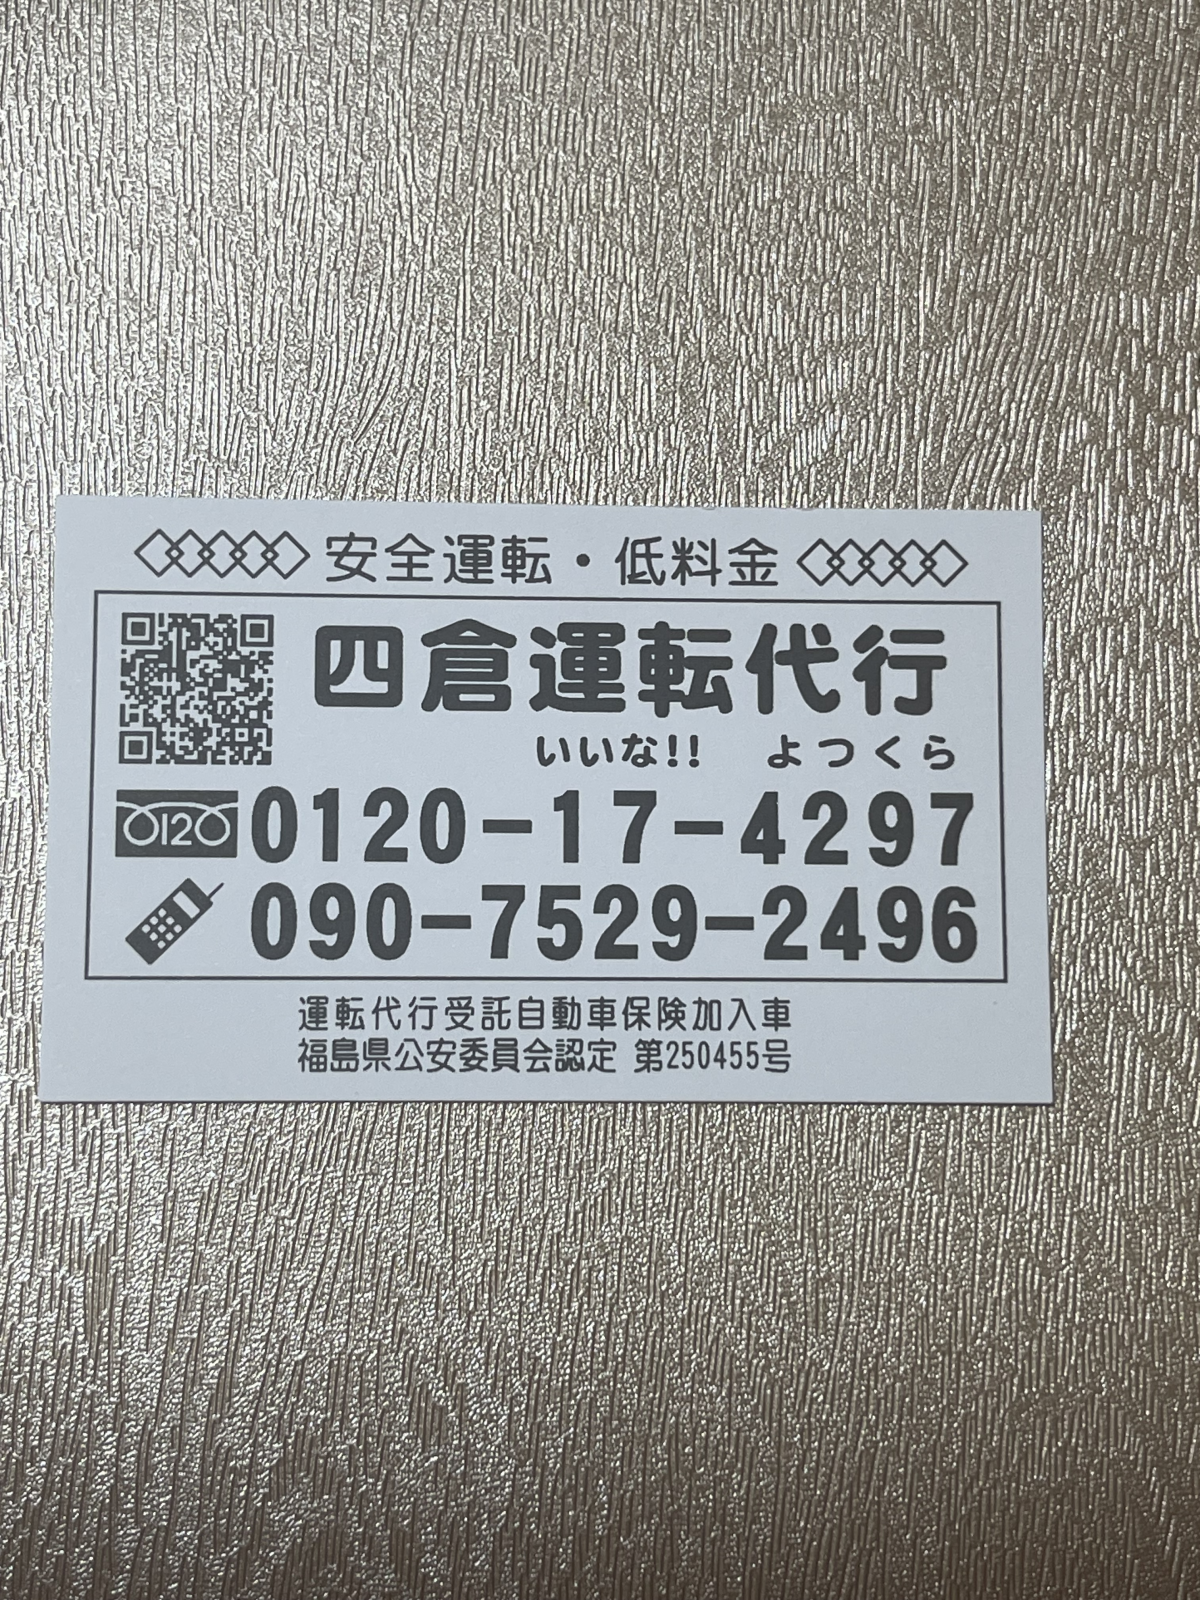 安全運転・低料金
四倉運転代行
いいな!! よつくら
0120-17-4297
090-7529-2496
運転代行受託自動車保険加入車
福島県公安委員会認定 第250455号